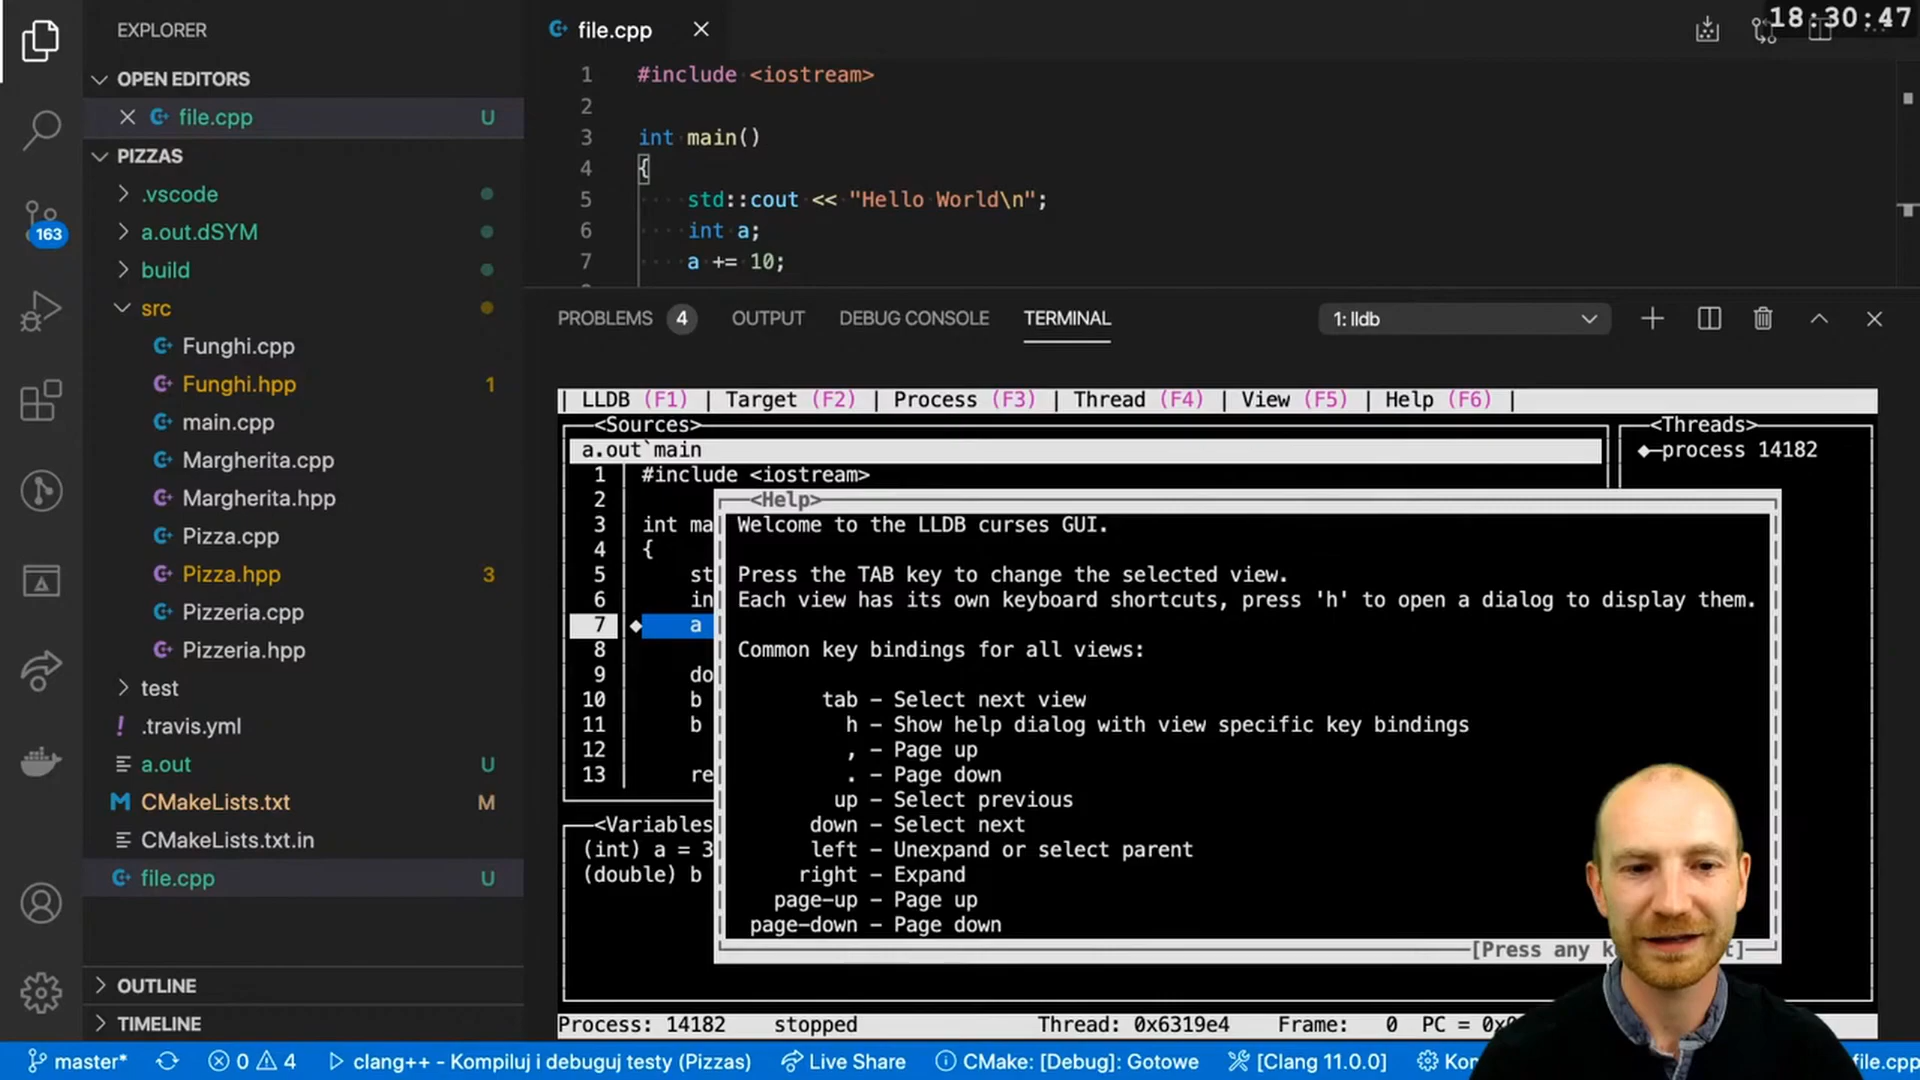 EXPLORER
OPEN EDITORS
file.cpp U
PIZZAS
.vscode
a.out.dSYM
build
src
Funghi.cpp
Funghi.hpp 1
main.cpp
Margherita.cpp
Margherita.hpp
Pizza.cpp
Pizza.hpp 3
Pizzeria.cpp
Pizzeria.hpp
test
.travis.yml
a.out U
CMakeLists.txt M
CMakeLists.txt.in
file.cpp U
OUTLINE
TIMELINE
163
file.cpp
18:30:47
1 #include <iostream>
2
3 int main()
4 {
5 std::cout << "Hello World\n";
6 int a;
7 a += 10;
PROBLEMS 4 OUTPUT DEBUG CONSOLE TERMINAL 1: lldb
| LLDB (F1) | Target (F2) | Process (F3) | Thread (F4) | View (F5) | Help (F6) |
<Sources>
a.out`main
1 | #include <iostream>
2
3 | int ma
4 | {
5 | st
6 | in
7 a
8
9 | do
10 | b
11 | b
12 |
13 | re
<Threads>
process 14182
<Help>
Welcome to the LLDB curses GUI.
Press the TAB key to change the selected view.
Each view has its own keyboard shortcuts, press 'h' to open a dialog to display them.
Common key bindings for all views:
tab - Select next view
h - Show help dialog with view specific key bindings
, - Page up
. - Page down
up - Select previous
down - Select next
left - Unexpand or select parent
right - Expand
page-up - Page up
page-down - Page down
[Press any
<Variables
(int) a = 3
(double) b
Process: 14182 stopped Thread: 0x6319e4 Frame: 0 PC =
master* 0 4 clang++ - Kompiluj i debuguj testy (Pizzas) Live Share CMake: [Debug]: Gotowe [Clang 11.0.0] file.cpp